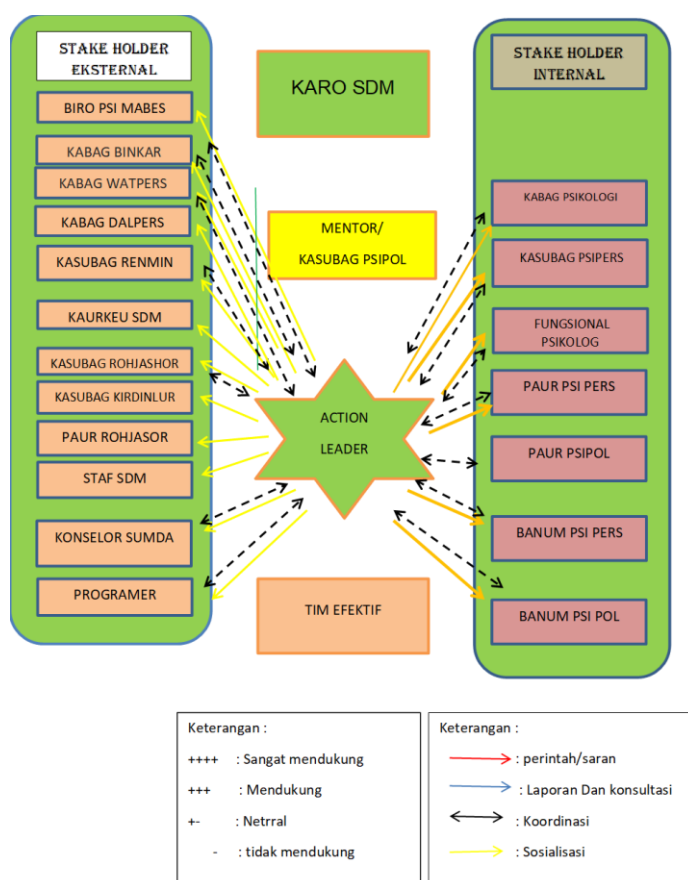 STAKE HOLDER
EKSTERNAL
BIRO PSI MABES
KABAG BINKAR
KABAG WATPERS
KABAG DALPERS
KASUBAG RENMIN
KAURKEU SDM
KASUBAG ROHJASHOR
KASUBAG KIRDINLUR
PAUR ROHJASOR
STAF SDM
KONSELOR SUMDA
PROGRAMER
KARO SDM
MENTOR/
KASUBAG PSIPOL
ACTION
LEADER
TIM EFEKTIF
STAKE HOLDER
INTERNAL
KABAG PSIKOLOGI
KASUBAG PSIPERS
FUNGSIONAL
PSIKOLOG
PAUR PSI PERS
PAUR PSIPOL
BANUM PSI PERS
BANUM PSI POL
Keterangan :
++++ : Sangat mendukung
+++ : Mendukung
+- : Netrral
- : tidak mendukung
Keterangan :
: perintah/saran
: Laporan Dan konsultasi
: Koordinasi
: Sosialisasi